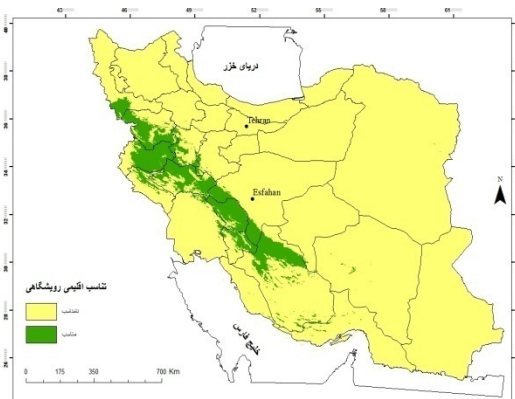 43 46 49 52 55 58 61
40
38
36
34
32
30
28
26
دریای خزر
Tehran
Esfahan
N
خلیج فارس
تناسب اقلیمی رویشگاهی
نامناسب
مناسب
0 175 350 700 Km